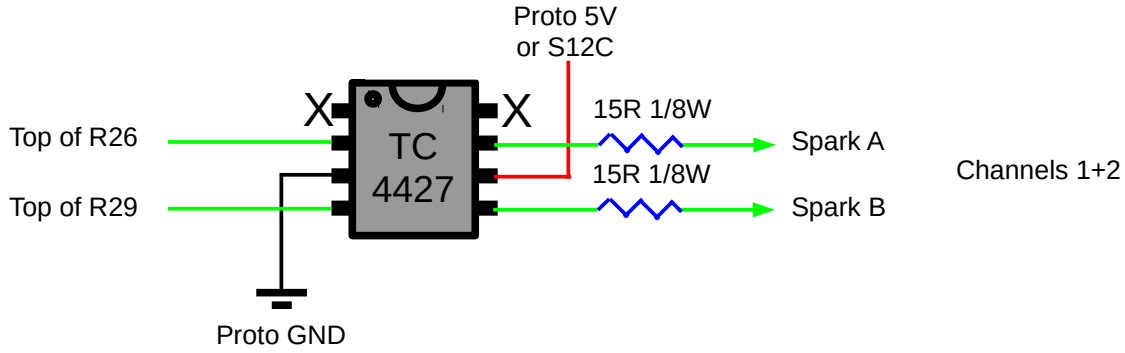 Proto 5V
or S12C
X
X
15R 1/8W
Top of R26
TC
4427
Spark A
15R 1/8W
Channels 1+2
Top of R29
Spark B
Proto GND